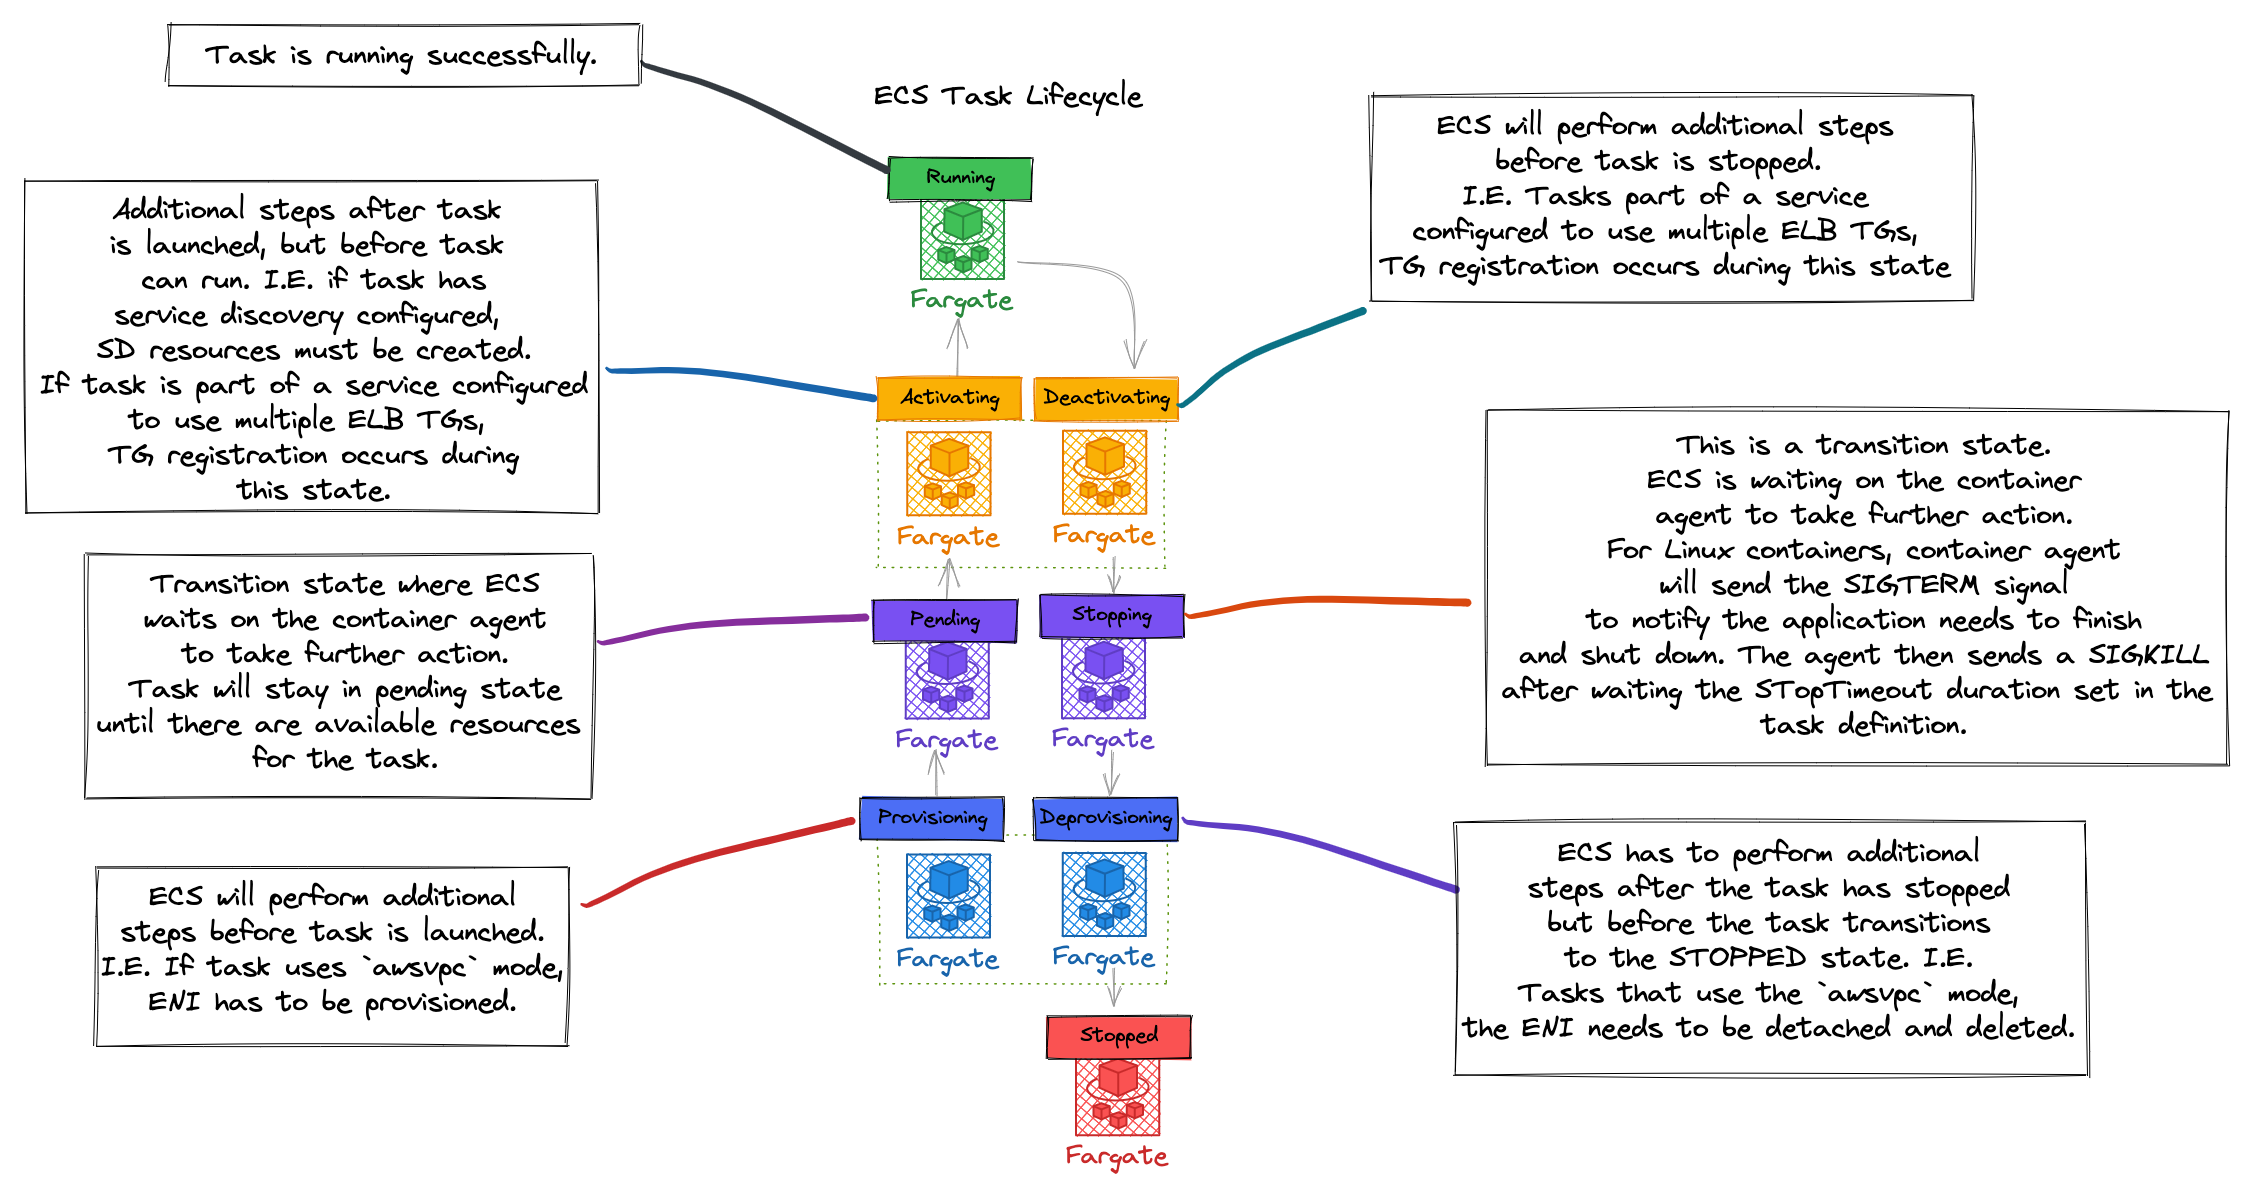 Task is running successfully.
ECS Task Lifecycle
Running
Fargate
ECS will perform additional steps
before task is stopped.
I.E. Tasks part of a service
configured to use multiple ELB TGs,
TG registration occurs during this state
Additional steps after task
is launched, but before task
can run. I.E. if task has
service discovery configured,
SD resources must be created.
If task is part of a service configured
to use multiple ELB TGs,
TG registration occurs during
this state.
Activating
Deactivating
Fargate
Fargate
This is a transition state.
ECS is waiting on the container
agent to take further action.
For Linux containers, container agent
will send the SIGTERM signal
to notify the application needs to finish
and shut down. The agent then sends a SIGKILL
after waiting the STopTimeout duration set in the
task definition.
Transition state where ECS
waits on the container agent
to take further action.
Task will stay in pending state
until there are available resources
for the task.
Pending
Stopping
Fargate
Fargate
Provisioning
Deprovisioning
Fargate
Fargate
ECS will perform additional
steps before task is launched.
I.E. If task uses `awsvpc` mode,
ENI has to be provisioned.
ECS has to perform additional
steps after the task has stopped
but before the task transitions
to the STOPPED state. I.E.
Tasks that use the `awsvpc` mode,
the ENI needs to be detached and deleted.
Stopped
Fargate